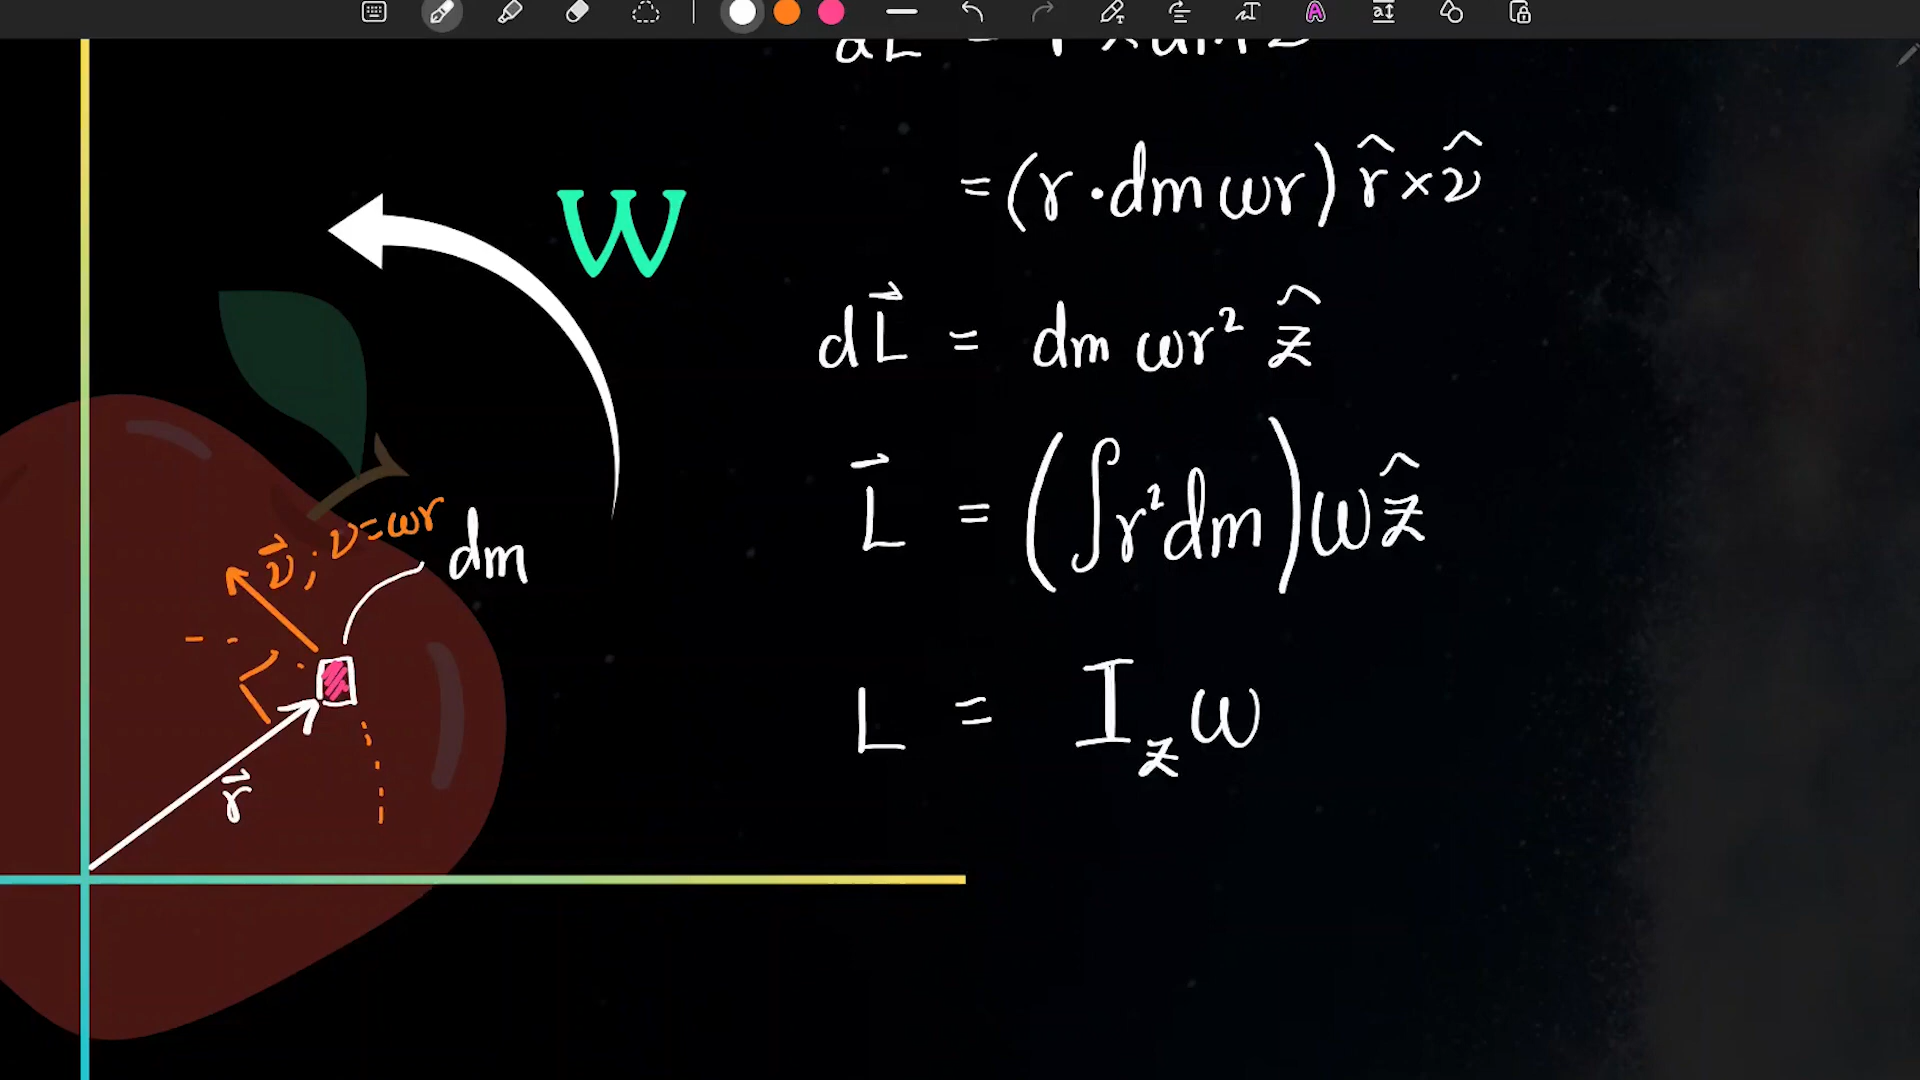 = (r · dm ωr) r̂ × v̂
W
dL⃗ = dm ωr² ẑ
L⃗ = (∫r²dm) ω ẑ
v⃗ ; v=ωr
dm
L = I_z ω
r⃗